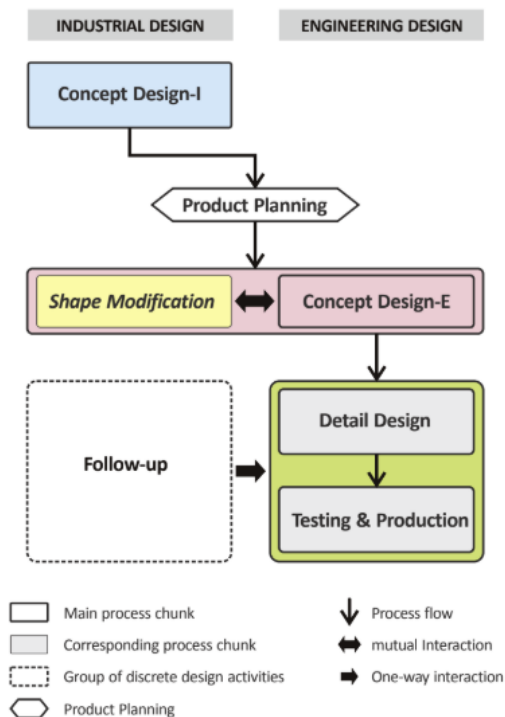 INDUSTRIAL DESIGN
ENGINEERING DESIGN
Concept Design-I
Product Planning
Shape Modification
Concept Design-E
Detail Design
Follow-up
Testing & Production
Main process chunk
Process flow
Corresponding process chunk
mutual Interaction
Group of discrete design activities
One-way interaction
Product Planning